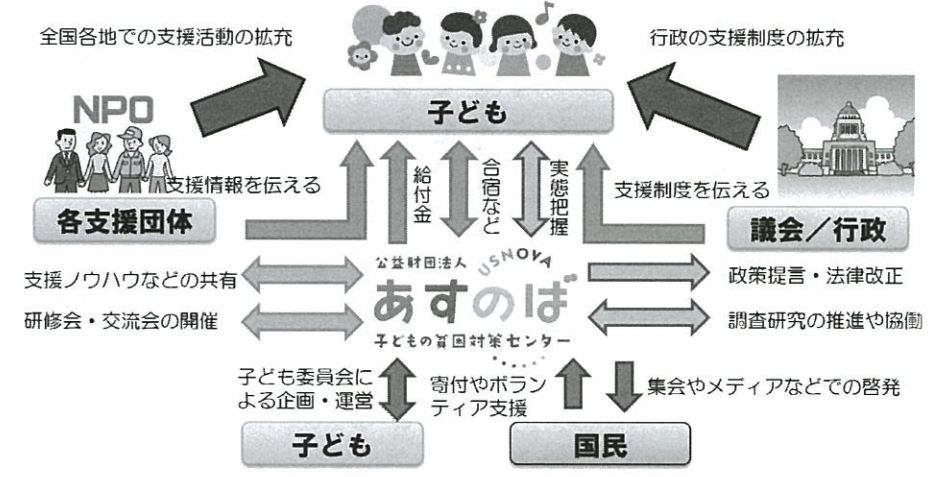 全国各地での支援活動の拡充
行政の支援制度の拡充
NPO
子ども
支援情報を伝える
給付金
合宿など
実態把握
支援制度を伝える
各支援団体
議会／行政
公益財団法人
USNOVA
あすのば
子どもの貧困対策センター
支援ノウハウなどの共有
政策提言・法律改正
研修会・交流会の開催
調査研究の推進や協働
子ども委員会に
よる企画・運営
寄付やボラン
ティア支援
集会やメディアなどでの啓発
子ども
国民